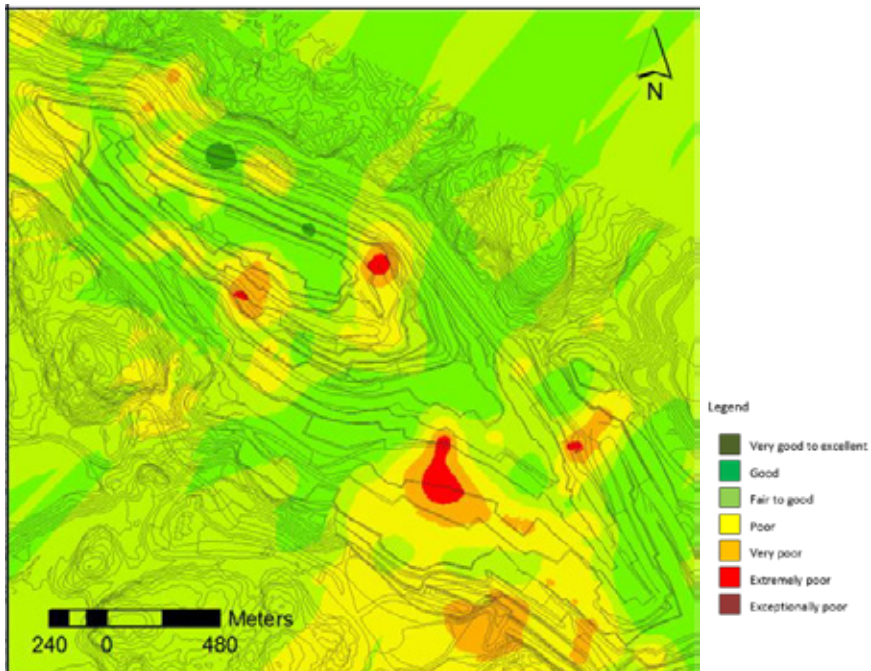 N
Meters
240 0 480
Legend
Very good to excellent
Good
Fair to good
Poor
Very poor
Extremely poor
Exceptionally poor